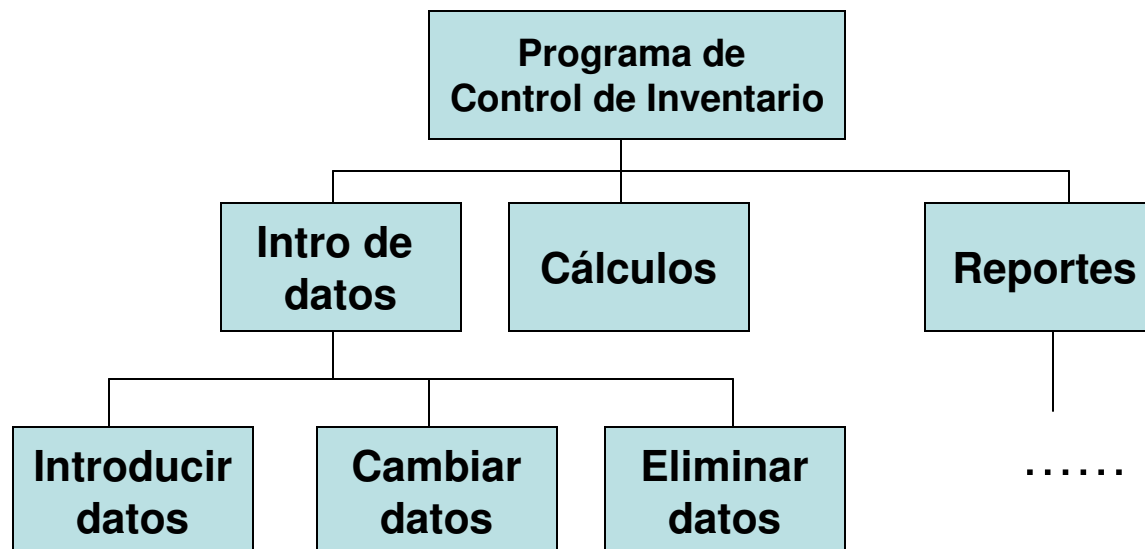 Programa de
Control de Inventario
Intro de
datos
Cálculos
Reportes
Introducir
datos
Cambiar
datos
Eliminar
datos
......